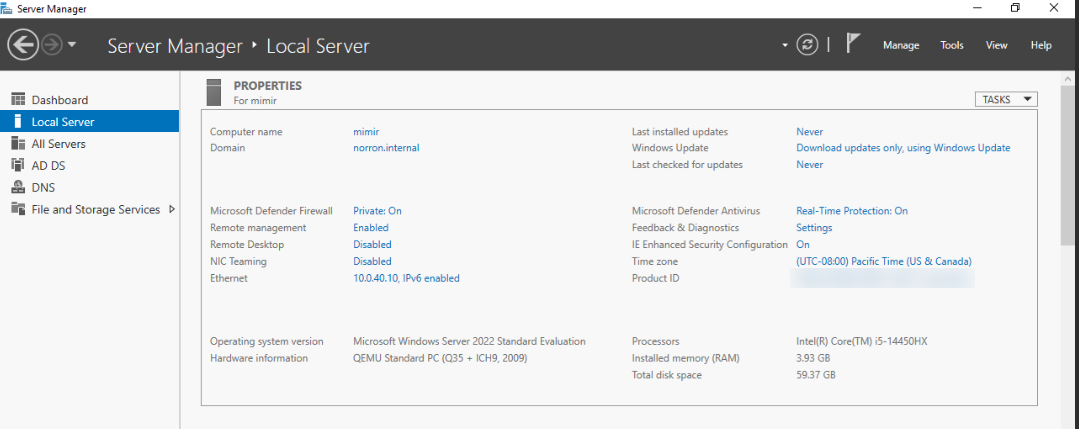 Server Manager
Server Manager ‣ Local Server
Manage Tools View Help
Dashboard
Local Server
All Servers
AD DS
DNS
File and Storage Services
PROPERTIES
For mimir
TASKS
Computer name mimir
Domain norron.internal
Last installed updates Never
Windows Update Download updates only, using Windows Update
Last checked for updates Never
Microsoft Defender Firewall Private: On
Remote management Enabled
Remote Desktop Disabled
NIC Teaming Disabled
Ethernet 10.0.40.10, IPv6 enabled
Microsoft Defender Antivirus Real-Time Protection: On
Feedback & Diagnostics Settings
IE Enhanced Security Configuration On
Time zone (UTC-08:00) Pacific Time (US & Canada)
Product ID
Operating system version Microsoft Windows Server 2022 Standard Evaluation
Hardware information QEMU Standard PC (Q35 + ICH9, 2009)
Processors Intel(R) Core(TM) i5-14450HX
Installed memory (RAM) 3.93 GB
Total disk space 59.37 GB